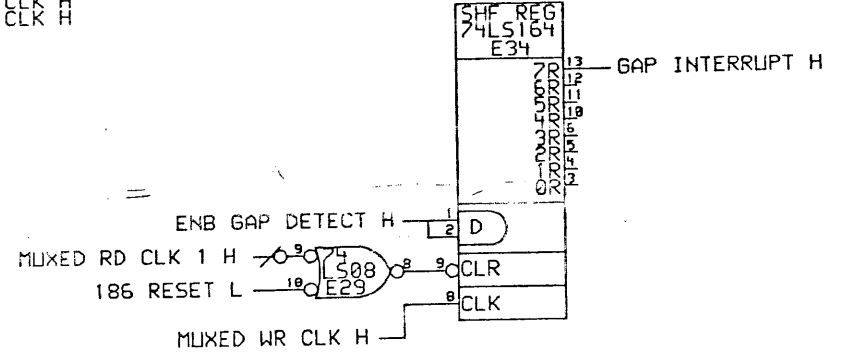 CLK H
CLK H
SHF REG
74LS164
E34
7R 13 GAP INTERRUPT H
6R 12
5R 11
4R 10
3R 6
2R 5
1R 4
0R 3
ENB GAP DETECT H 1
2 D
MUXED RD CLK 1 H 9 74
LS08 8 9 CLR
186 RESET L 10 E29
8 CLK
MUXED WR CLK H